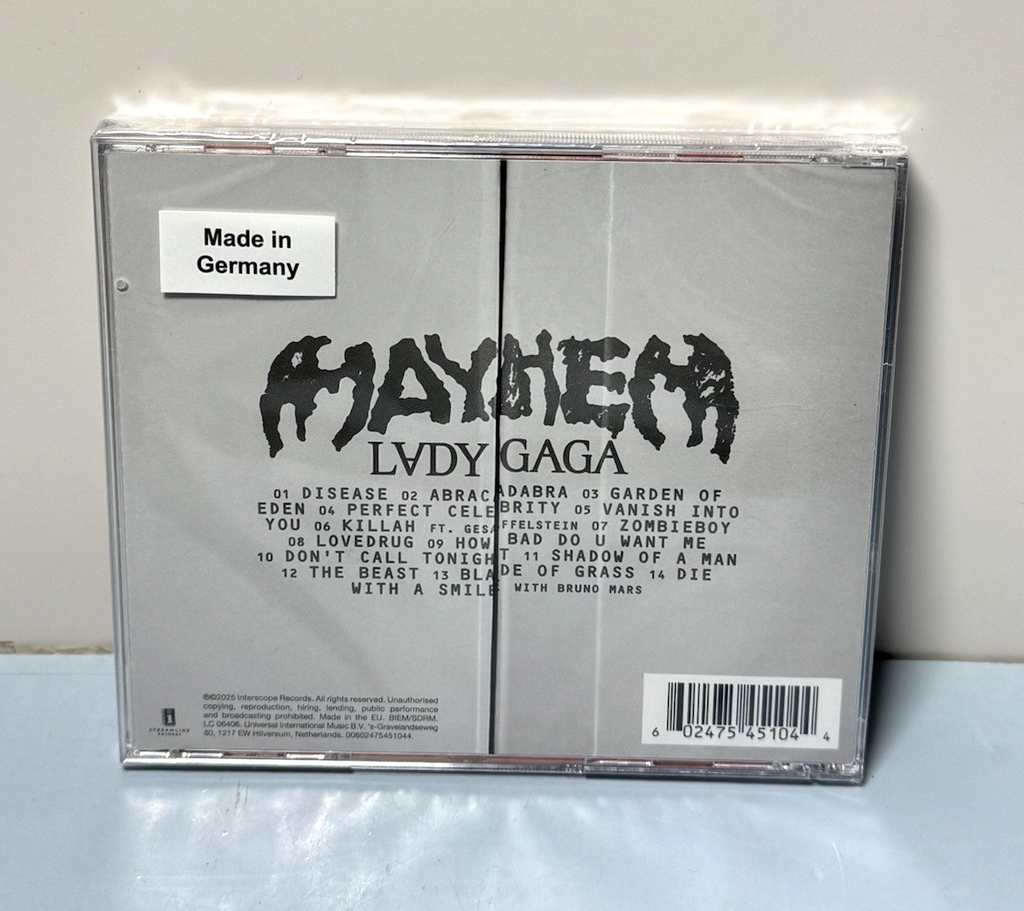 Made in
Germany
MAYHEM
LADY GAGA
01 DISEASE 02 ABRACADABRA 03 GARDEN OF
EDEN 04 PERFECT CELEBRITY 05 VANISH INTO
YOU 06 KILLAH FT. GESAFFELSTEIN 07 ZOMBIEBOY
08 LOVEDRUG 09 HOW BAD DO U WANT ME
10 DON'T CALL TONIGHT 11 SHADOW OF A MAN
12 THE BEAST 13 BLADE OF GRASS 14 DIE
WITH A SMILE WITH BRUNO MARS
℗©2025 Interscope Records. All rights reserved. Unauthorised
copying, reproduction, hiring, lending, public performance
and broadcasting prohibited. Made in the EU. BIEM/SDRM.
LC 06406. Universal International Music B.V. 's-Gravelandseweg
80, 1217 EW Hilversum, Netherlands. 00602475451044.
STREAMLINE
RECORDS
6 02475 45104 4